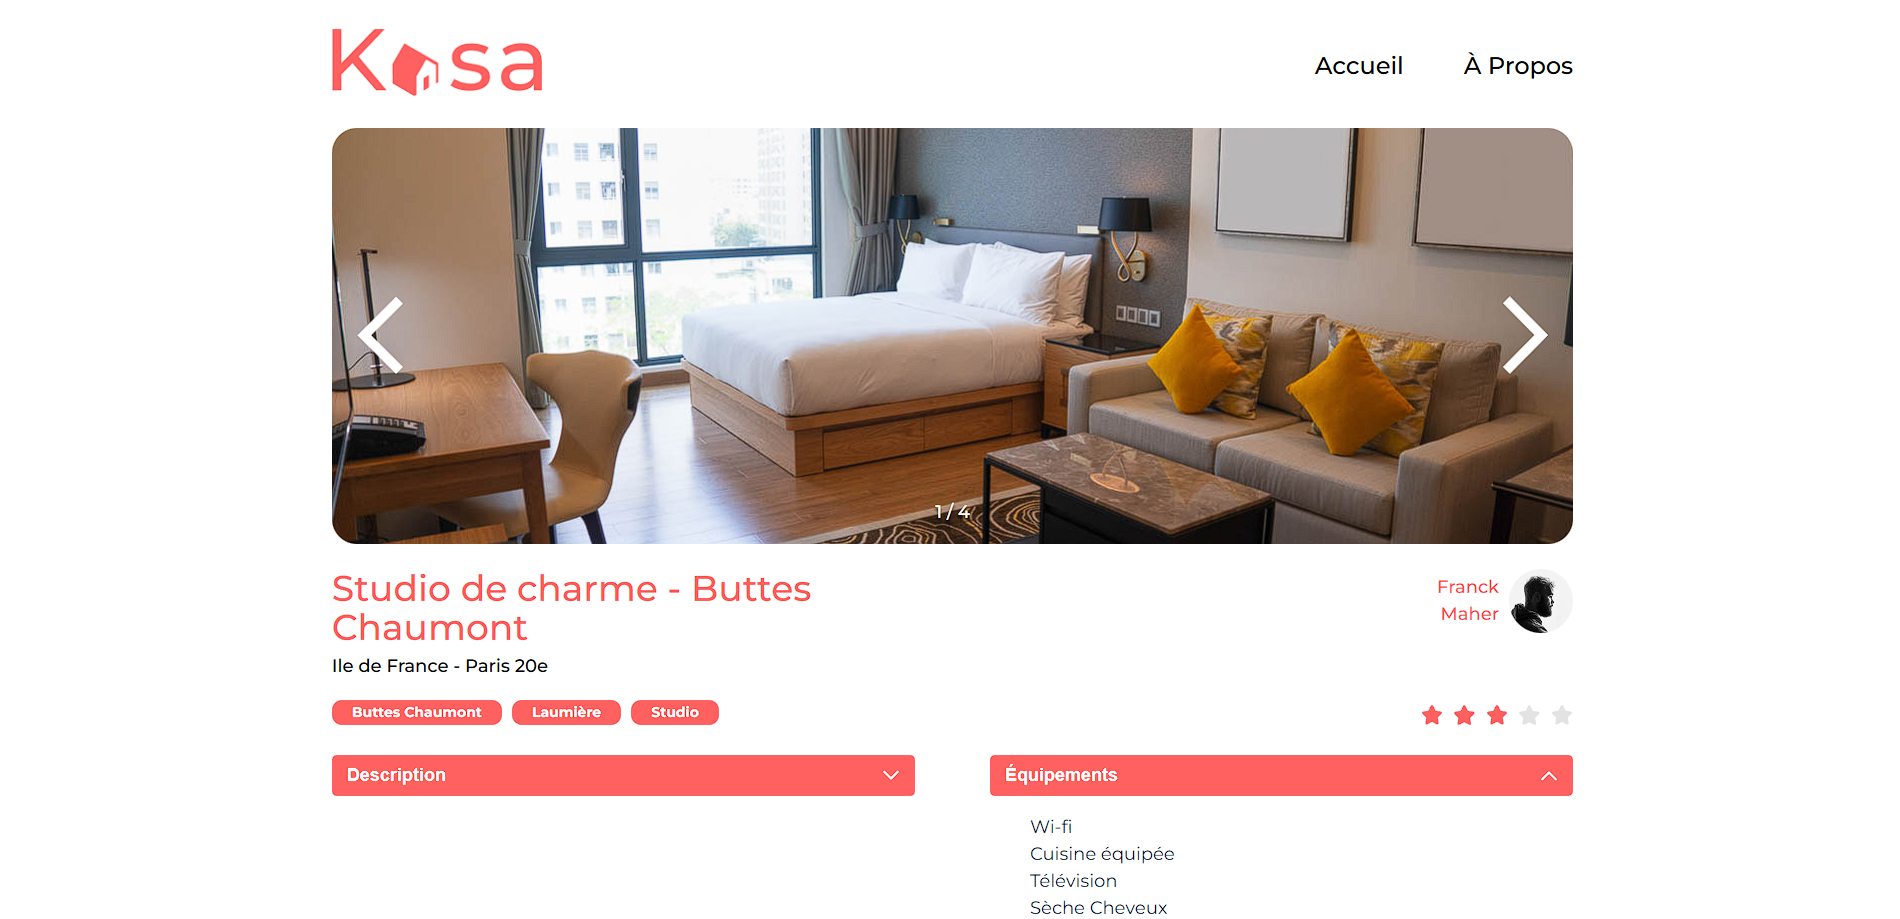 Kasa
Accueil
À Propos
1 / 4
Studio de charme - Buttes
Chaumont
Franck
Maher
Ile de France - Paris 20e
Buttes Chaumont
Laumière
Studio
Description
Équipements
Wi-fi
Cuisine équipée
Télévision
Sèche Cheveux